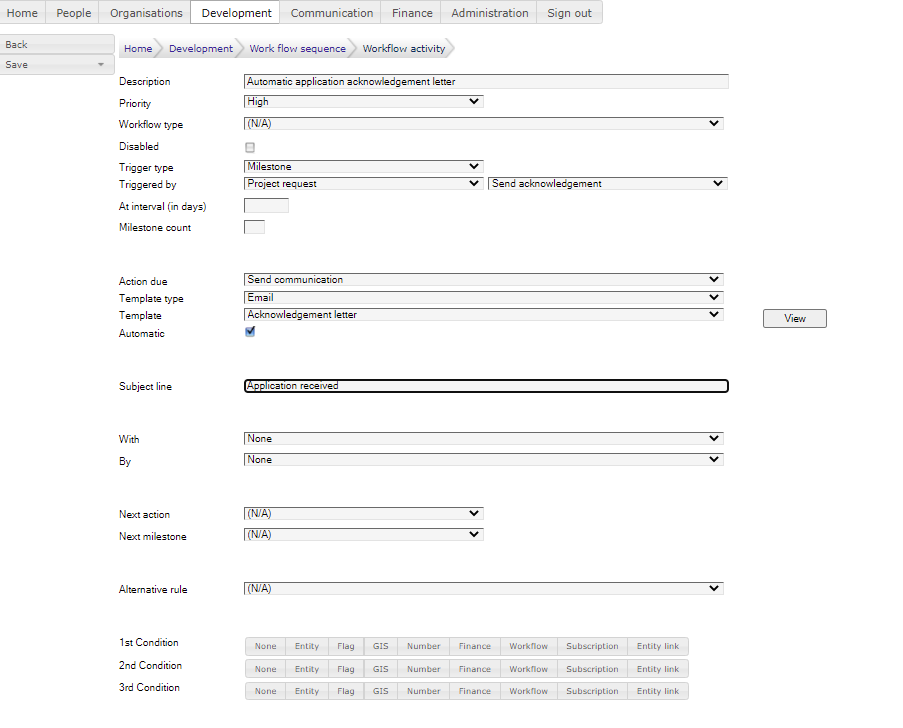 Home People Organisations Development Communication Finance Administration Sign out
Back
Save
Home Development Work flow sequence Workflow activity
Description Automatic application acknowledgement letter
Priority High
Workflow type (N/A)
Disabled
Trigger type Milestone
Triggered by Project request Send acknowledgement
At interval (in days)
Milestone count
Action due Send communication
Template type Email
Template Acknowledgement letter View
Automatic
Subject line Application received
With None
By None
Next action (N/A)
Next milestone (N/A)
Alternative rule (N/A)
1st Condition None Entity Flag GIS Number Finance Workflow Subscription Entity link
2nd Condition None Entity Flag GIS Number Finance Workflow Subscription Entity link
3rd Condition None Entity Flag GIS Number Finance Workflow Subscription Entity link